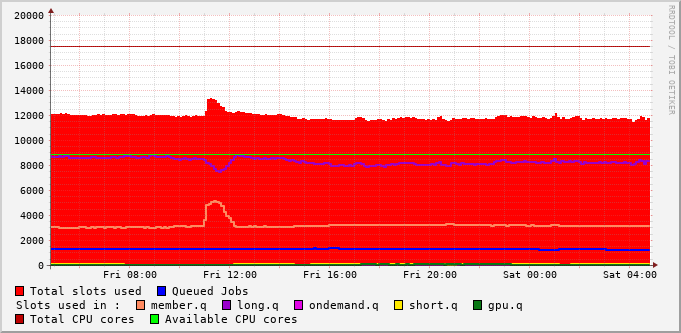 20000
18000
16000
14000
12000
10000
8000
6000
4000
2000
0
Fri 08:00 Fri 12:00 Fri 16:00 Fri 20:00 Sat 00:00 Sat 04:00
Total slots used Queued Jobs
Slots used in : member.q long.q ondemand.q short.q gpu.q
Total CPU cores Available CPU cores
RRDTOOL / TOBI OETIKER